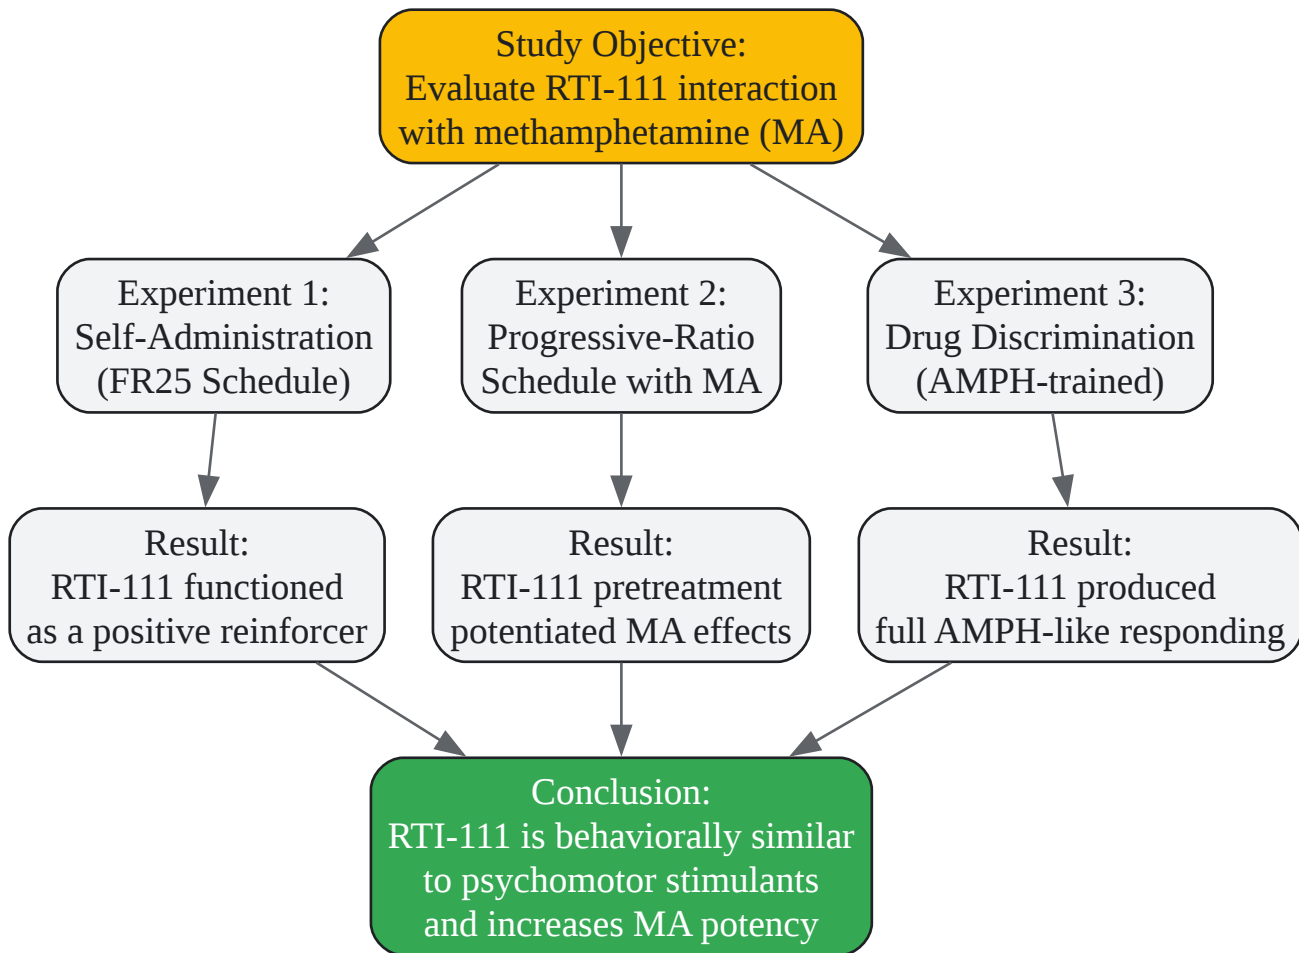 Study Objective:
Evaluate RTI-111 interaction
with methamphetamine (MA)
Experiment 1:
Self-Administration
(FR25 Schedule)
Experiment 2:
Progressive-Ratio
Schedule with MA
Experiment 3:
Drug Discrimination
(AMPH-trained)
Result:
RTI-111 functioned
as a positive reinforcer
Result:
RTI-111 pretreatment
potentiated MA effects
Result:
RTI-111 produced
full AMPH-like responding
Conclusion:
RTI-111 is behaviorally similar
to psychomotor stimulants
and increases MA potency